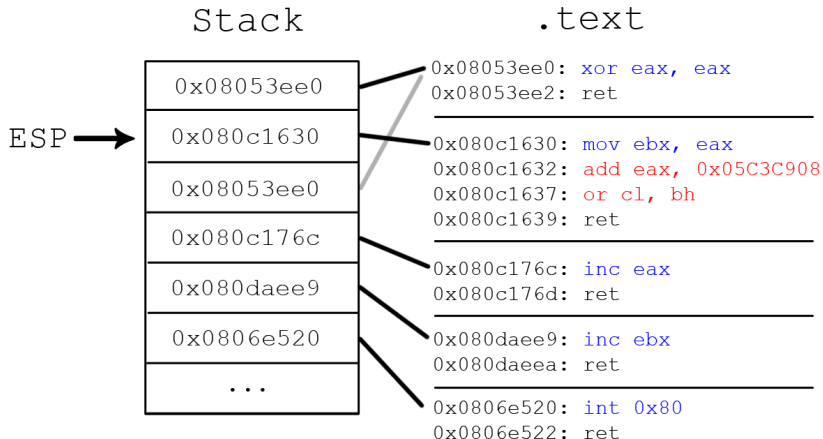 Stack
.text
0x08053ee0
ESP
0x080c1630
0x08053ee0
0x080c176c
0x080daee9
0x0806e520
...
0x08053ee0: xor eax, eax
0x08053ee2: ret
0x080c1630: mov ebx, eax
0x080c1632: add eax, 0x05C3C908
0x080c1637: or cl, bh
0x080c1639: ret
0x080c176c: inc eax
0x080c176d: ret
0x080daee9: inc ebx
0x080daeea: ret
0x0806e520: int 0x80
0x0806e522: ret